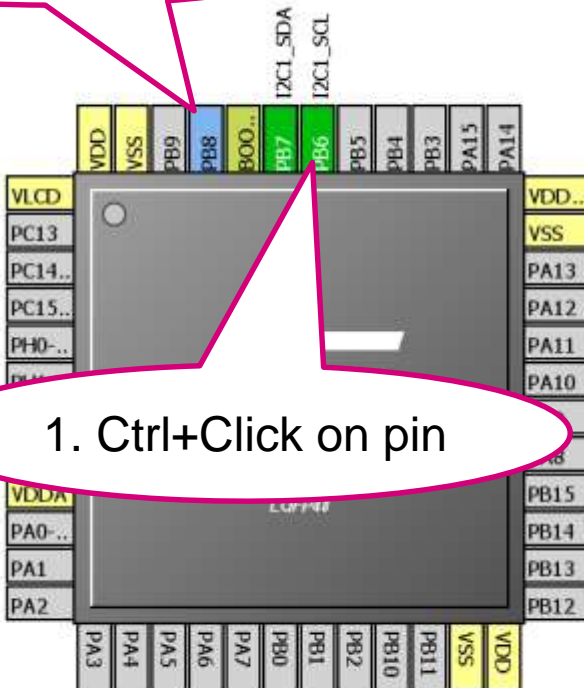 I2C1_SDA
I2C1_SCL
VDD
VSS
PB9
PB8
BOO..
PB7
PB6
PB5
PB4
PB3
PA15
PA14
VLCD
PC13
PC14..
PC15..
PH0-..
VDDA
PA0-..
PA1
PA2
VDD..
VSS
PA13
PA12
PA11
PA10
PB15
PB14
PB13
PB12
1. Ctrl+Click on pin
LQFP48
PA3
PA4
PA5
PA6
PA7
PB0
PB1
PB2
PB10
PB11
VSS
VDD